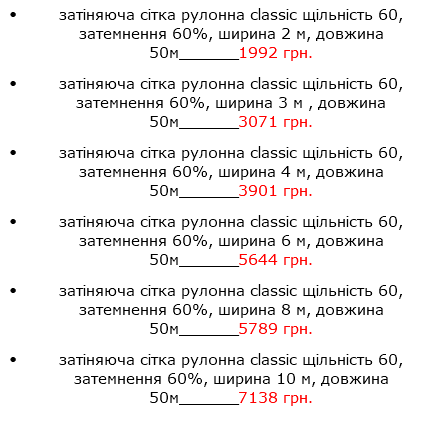 • затіняюча сітка рулонна classic щільність 60,
затемнення 60%, ширина 2 м, довжина
50м_______1992 грн.
• затіняюча сітка рулонна classic щільність 60,
затемнення 60%, ширина 3 м , довжина
50м_______3071 грн.
• затіняюча сітка рулонна classic щільність 60,
затемнення 60%, ширина 4 м, довжина
50м_______3901 грн.
• затіняюча сітка рулонна classic щільність 60,
затемнення 60%, ширина 6 м, довжина
50м_______5644 грн.
• затіняюча сітка рулонна classic щільність 60,
затемнення 60%, ширина 8 м, довжина
50м_______5789 грн.
• затіняюча сітка рулонна classic щільність 60,
затемнення 60%, ширина 10 м, довжина
50м_______7138 грн.